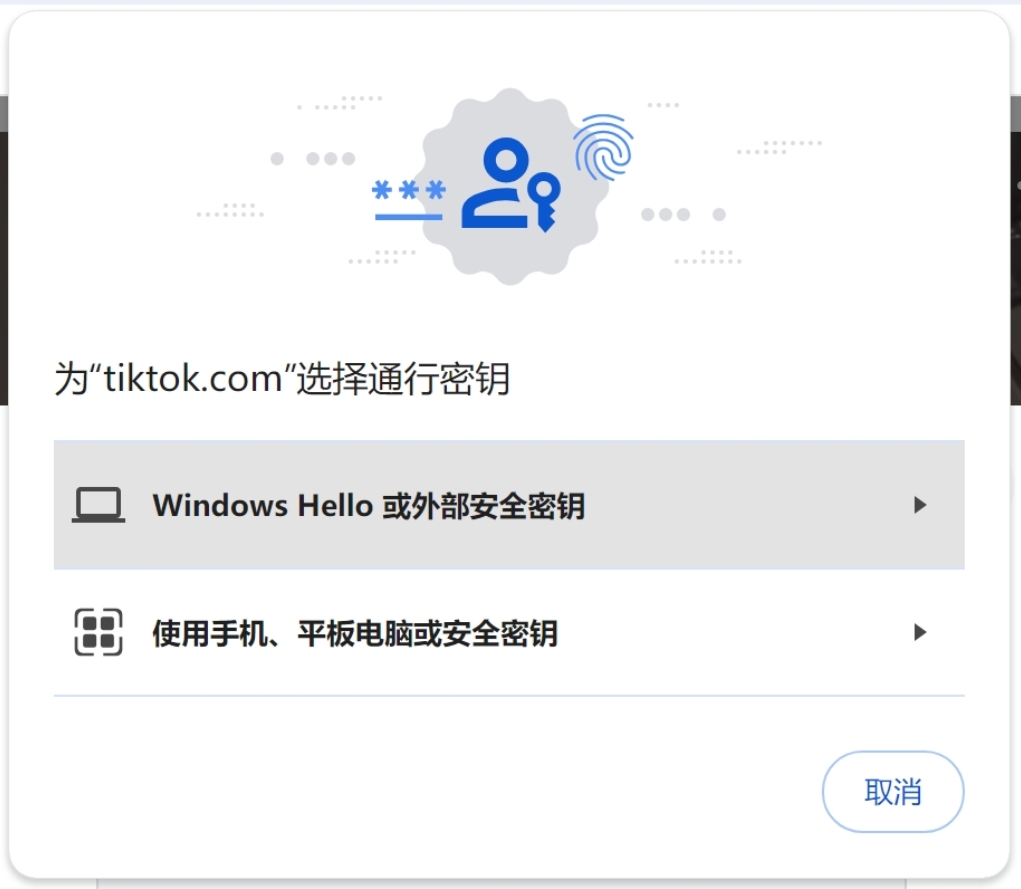 ***
为“tiktok.com”选择通行密钥
Windows Hello 或外部安全密钥
使用手机、平板电脑或安全密钥
取消